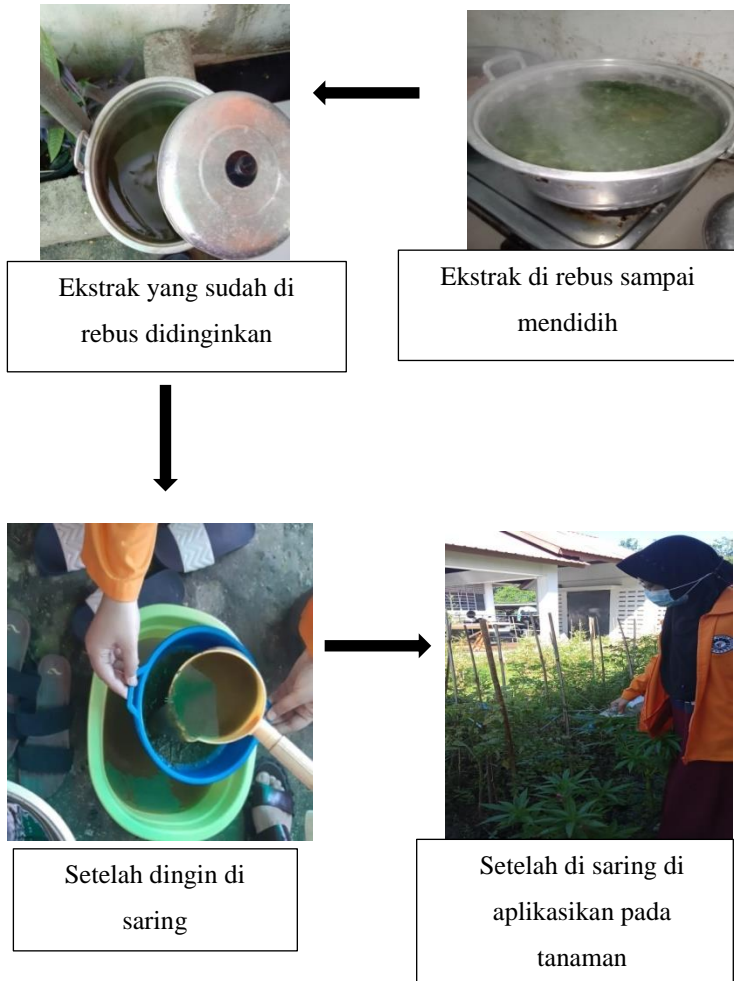 Ekstrak yang sudah di
rebus didinginkan
Ekstrak di rebus sampai
mendidih
Setelah dingin di
saring
Setelah di saring di
aplikasikan pada
tanaman